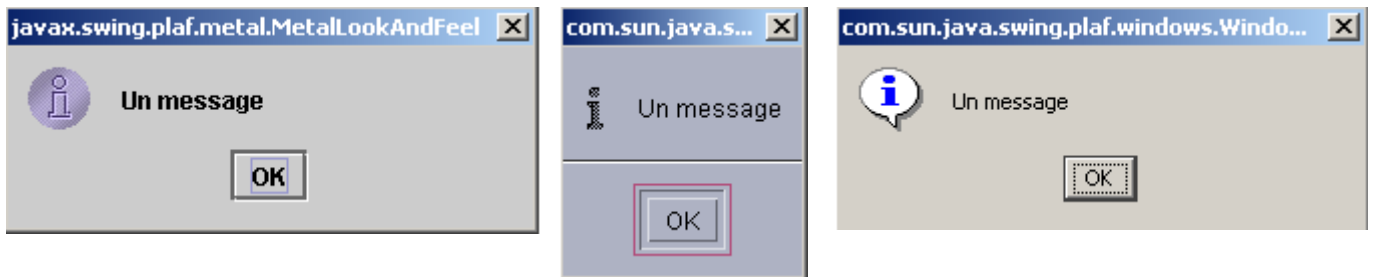 javax.swing.plaf.metal.MetalLookAndFeel
Un message
OK
com.sun.java.s...
Un message
OK
com.sun.java.swing.plaf.windows.Windo...
Un message
OK